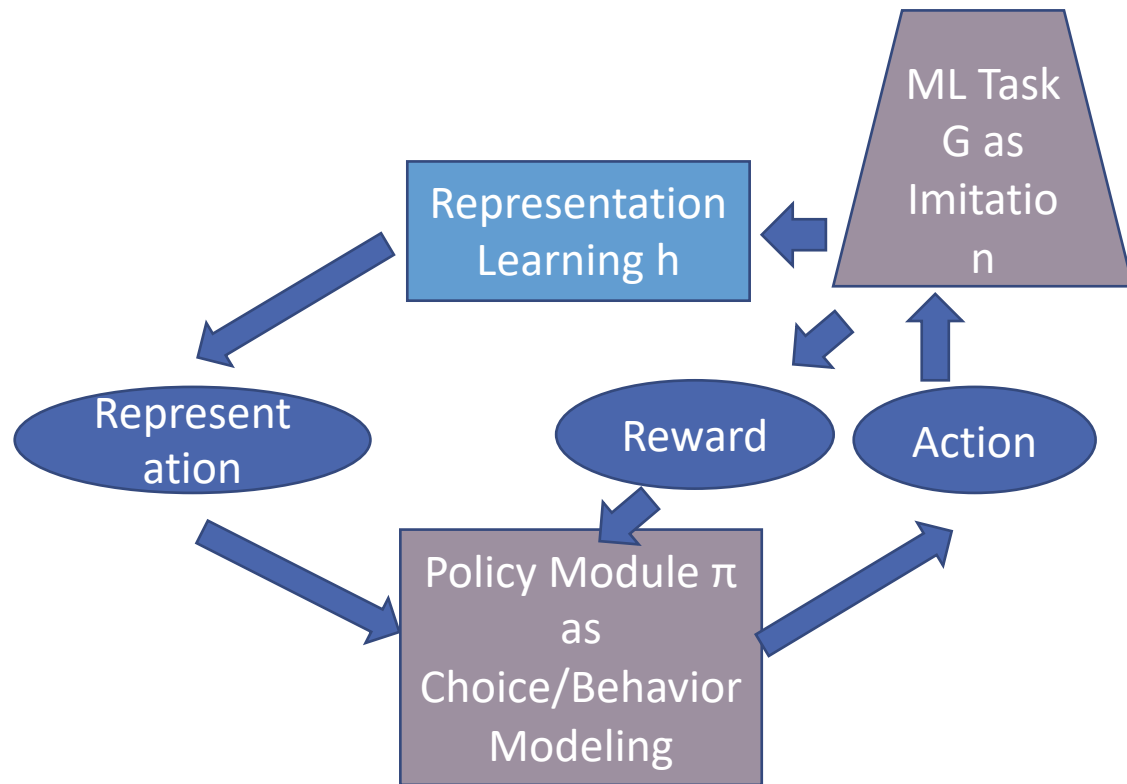 ML Task
G as
Imitatio
n
Representation
Learning h
Represent
ation
Reward
Action
Policy Module π
as
Choice/Behavior
Modeling